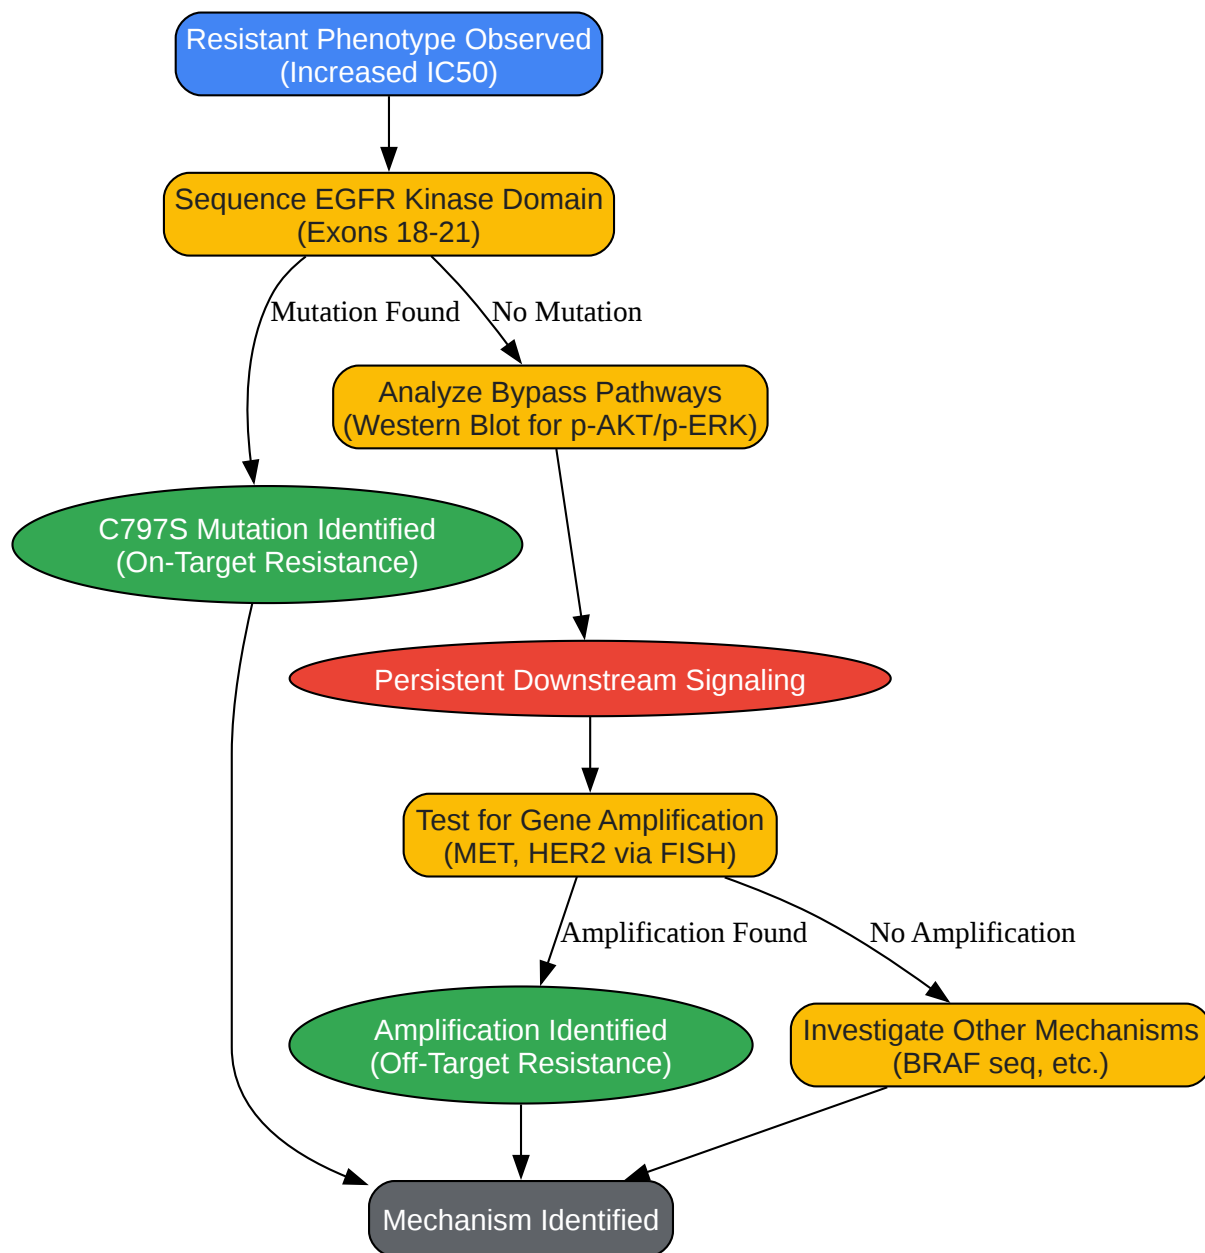 Resistant Phenotype Observed
(Increased IC50)
Sequence EGFR Kinase Domain
(Exons 18-21)
Mutation Found
No Mutation
Analyze Bypass Pathways
(Western Blot for p-AKT/p-ERK)
C797S Mutation Identified
(On-Target Resistance)
Persistent Downstream Signaling
Test for Gene Amplification
(MET, HER2 via FISH)
Amplification Found
No Amplification
Amplification Identified
(Off-Target Resistance)
Investigate Other Mechanisms
(BRAF seq, etc.)
Mechanism Identified